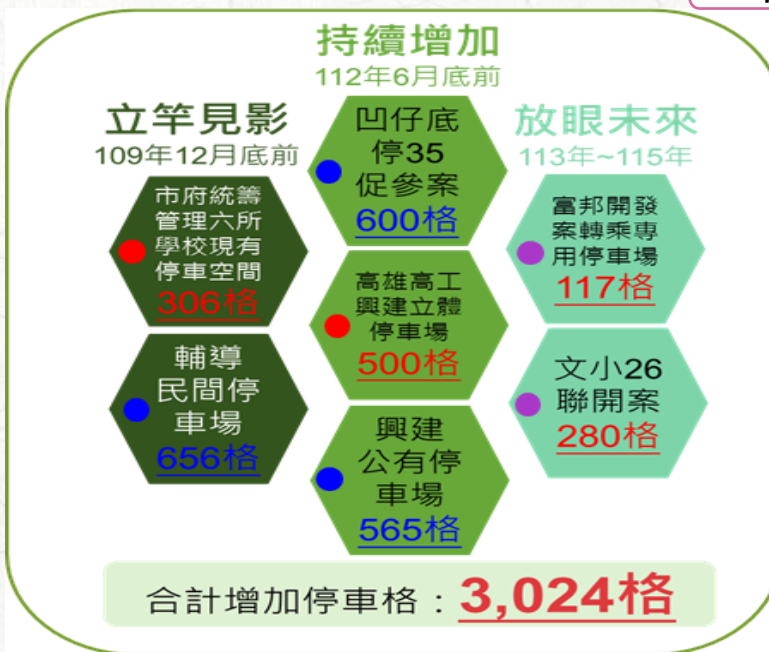 持續增加
112年6月底前
立竿見影
109年12月底前
市府統籌
管理六所
學校現有
停車空間
306格
輔導
民間停
車場
656格
凹仔底
停35
促參案
600格
高雄高工
興建立體
停車場
500格
興建
公有停
車場
565格
放眼未來
113年~115年
富邦開發
案轉乘專
用停車場
117格
文小26
聯開案
280格
合計增加停車格：3,024格